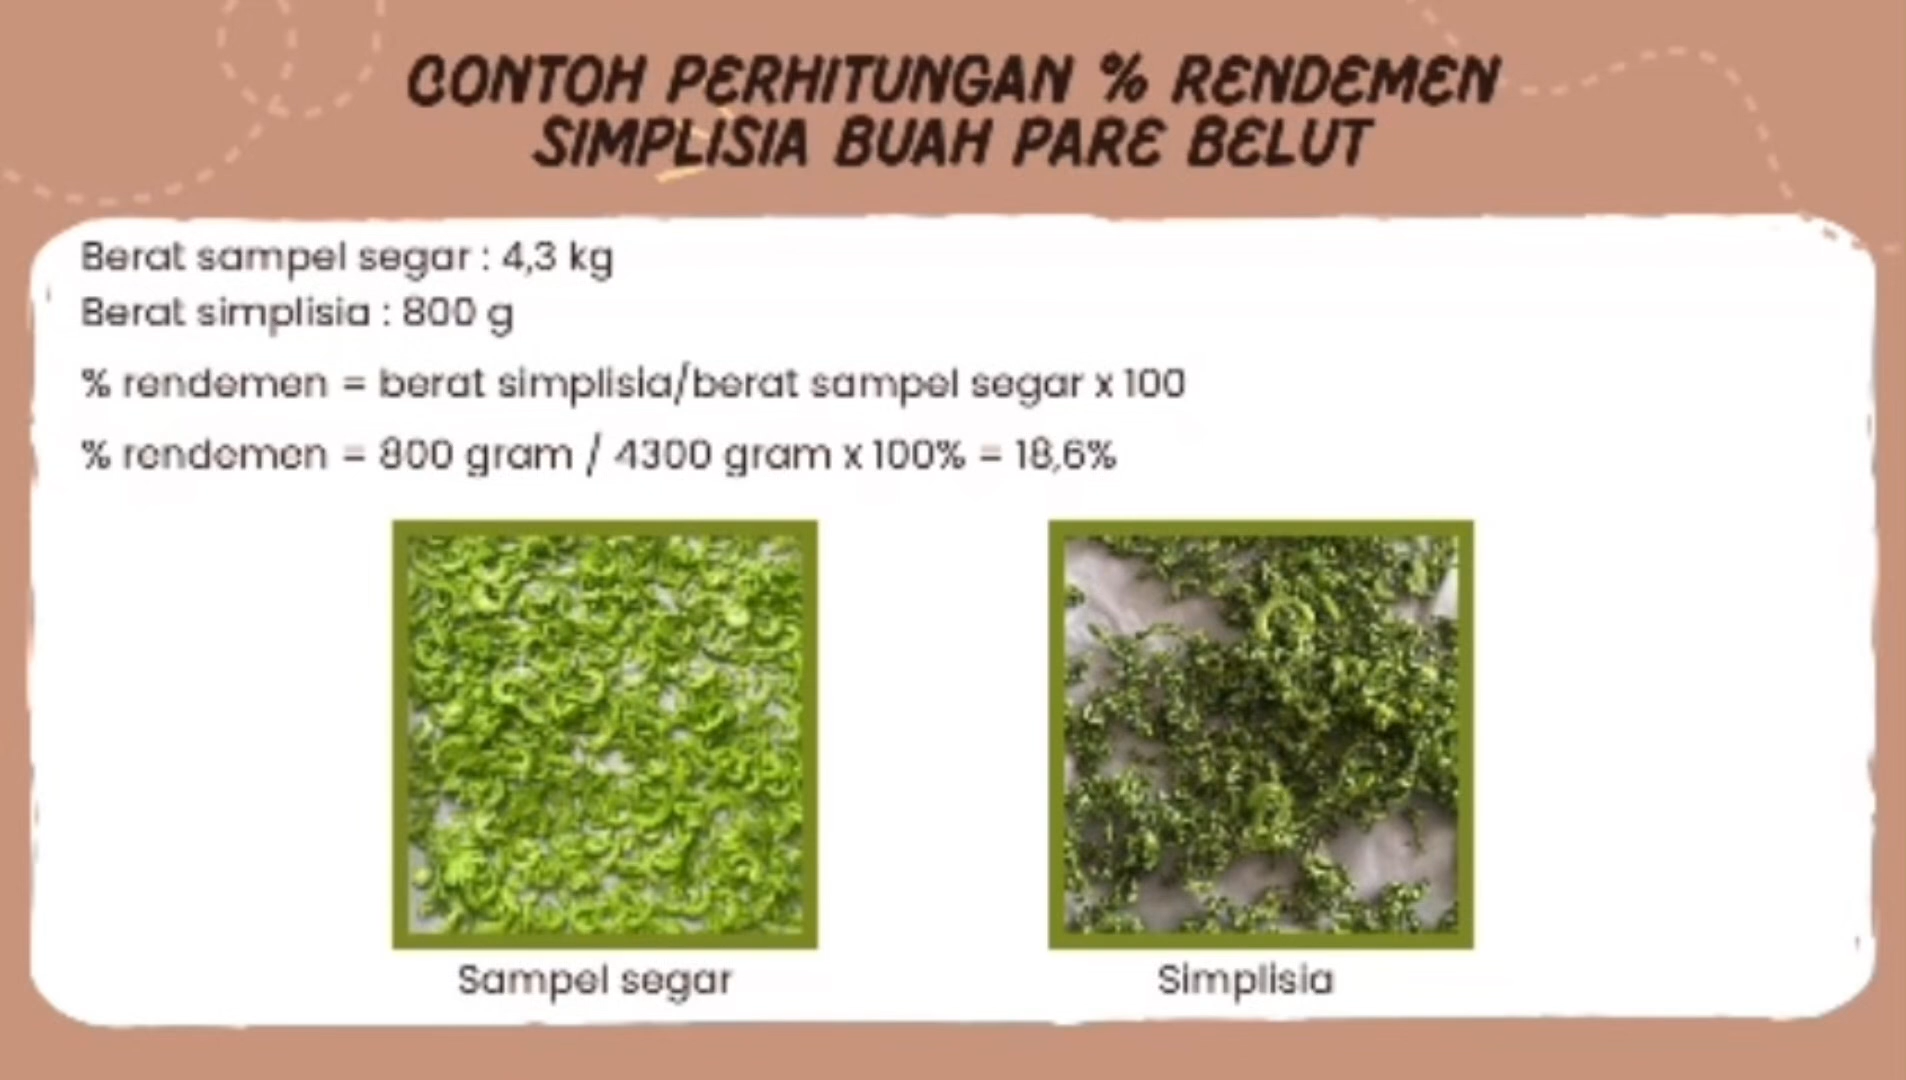 CONTOH PERHITUNGAN % RENDEMEN
SIMPLISIA BUAH PARE BELUT
Berat sampel segar : 4,3 kg
Berat simplisia : 800 g
% rendemen = berat simplisia/berat sampel segar x 100
% rendemen = 800 gram / 4300 gram x 100% = 18,6%
Sampel segar
Simplisia